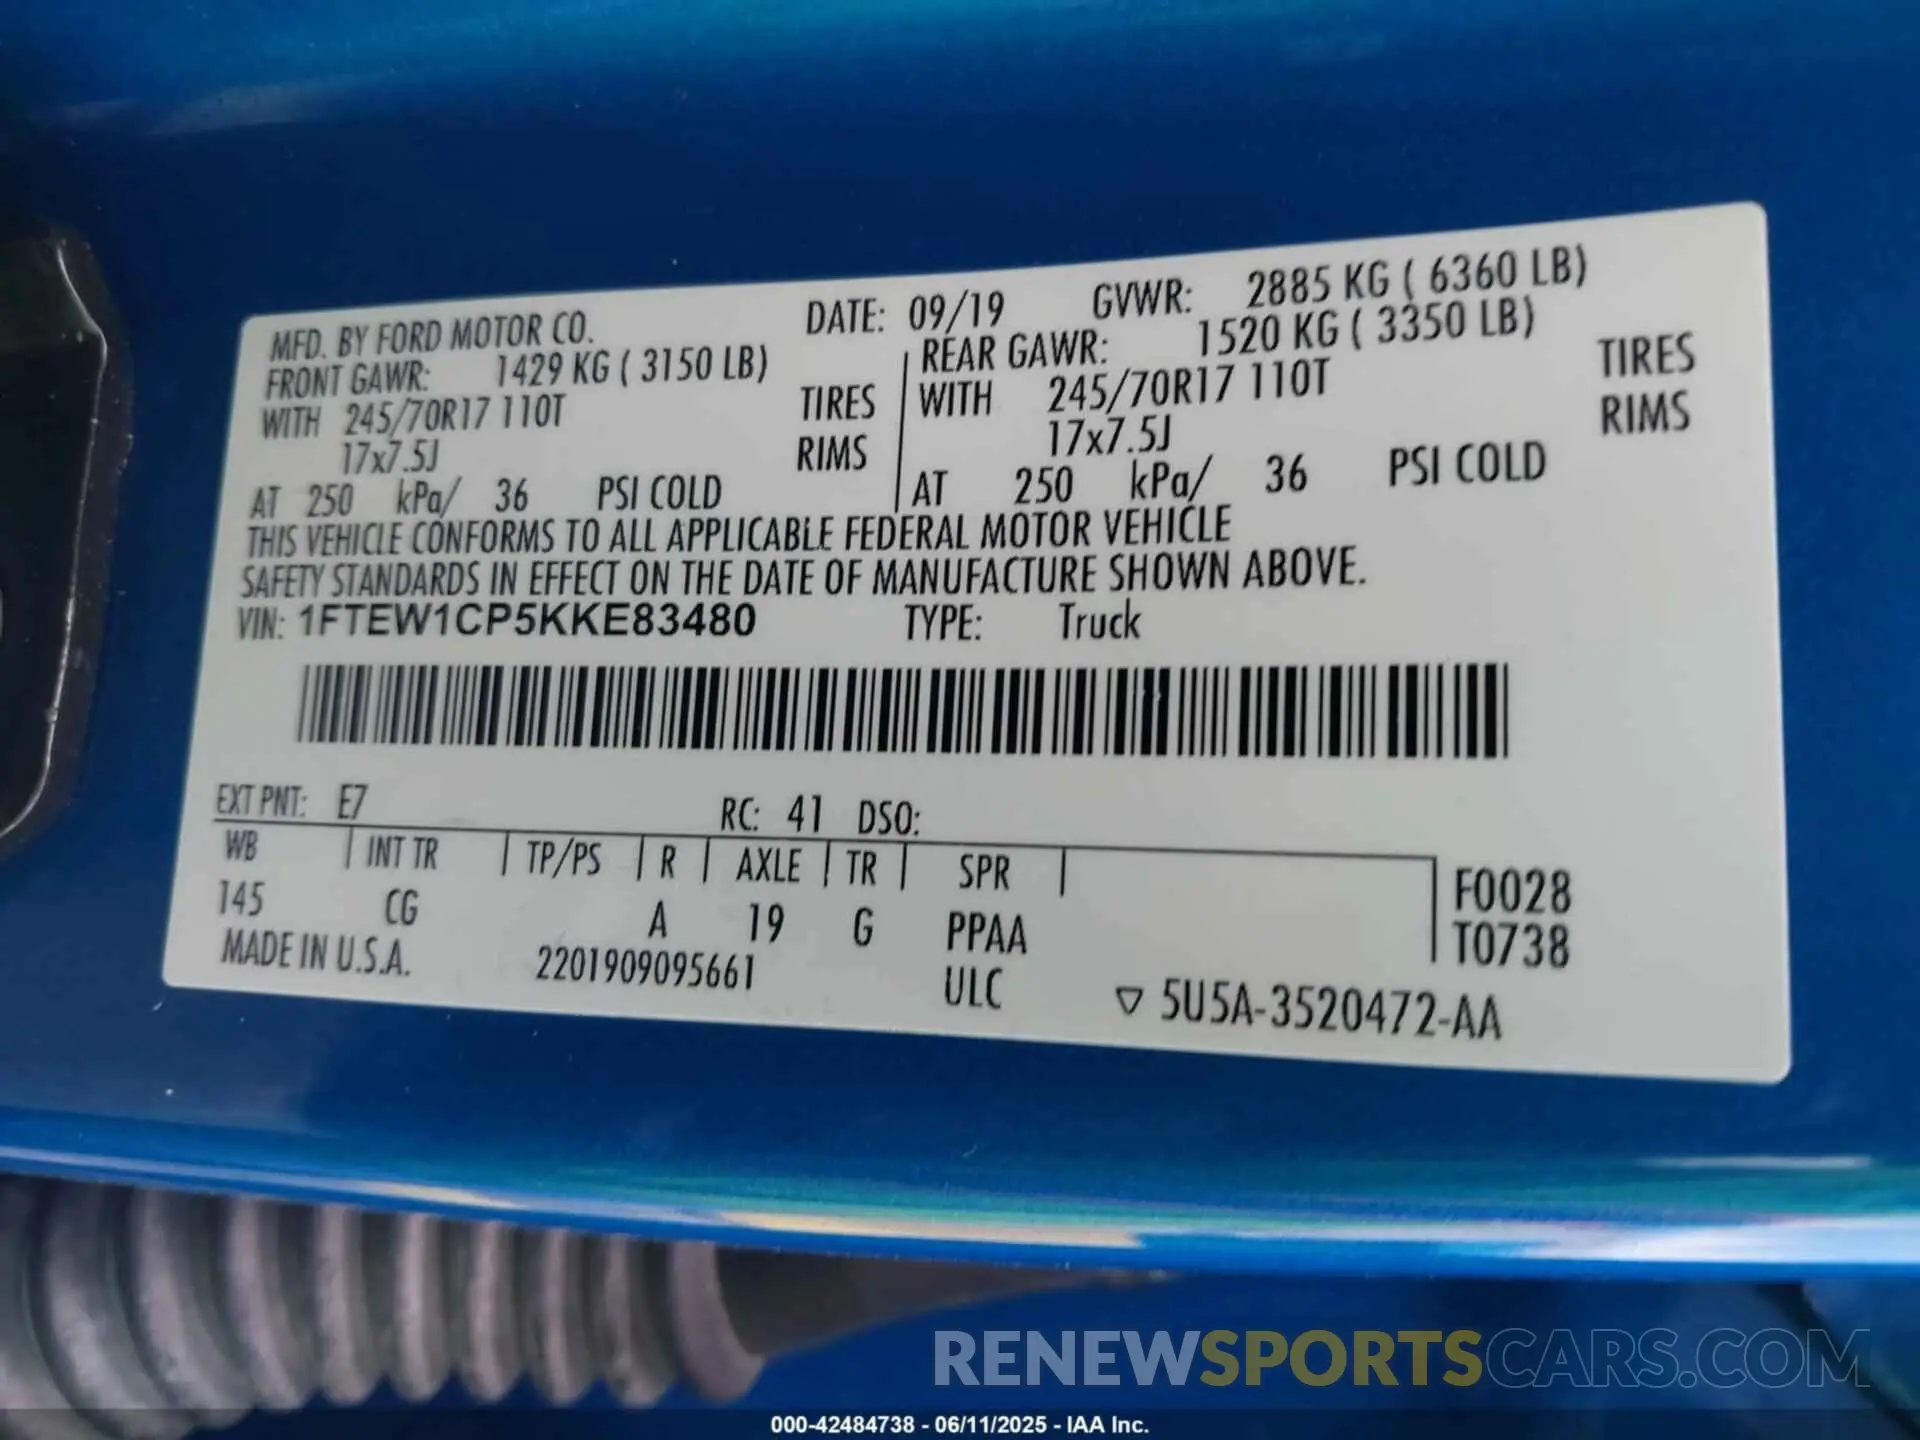 MFD. BY FORD MOTOR CO. DATE: 09/19 GVWR: 2885 KG ( 6360 LB)
FRONT GAWR: 1429 KG ( 3150 LB) REAR GAWR: 1520 KG ( 3350 LB)
WITH 245/70R17 110T TIRES WITH 245/70R17 110T TIRES
17x7.5J RIMS 17x7.5J RIMS
AT 250 kPa/ 36 PSI COLD AT 250 kPa/ 36 PSI COLD
THIS VEHICLE CONFORMS TO ALL APPLICABLE FEDERAL MOTOR VEHICLE
SAFETY STANDARDS IN EFFECT ON THE DATE OF MANUFACTURE SHOWN ABOVE.
VIN: 1FTEW1CP5KKE83480 TYPE: Truck
EXT PNT: E7 RC: 41 DSO:
WB INT TR TP/PS R AXLE TR SPR F0028
145 CG A 19 G PPAA T0738
MADE IN U.S.A. 2201909095661 ULC ▽ 5U5A-3520472-AA
RENEWSPORTSCARS.COM
000-42484738 - 06/11/2025 - IAA Inc.